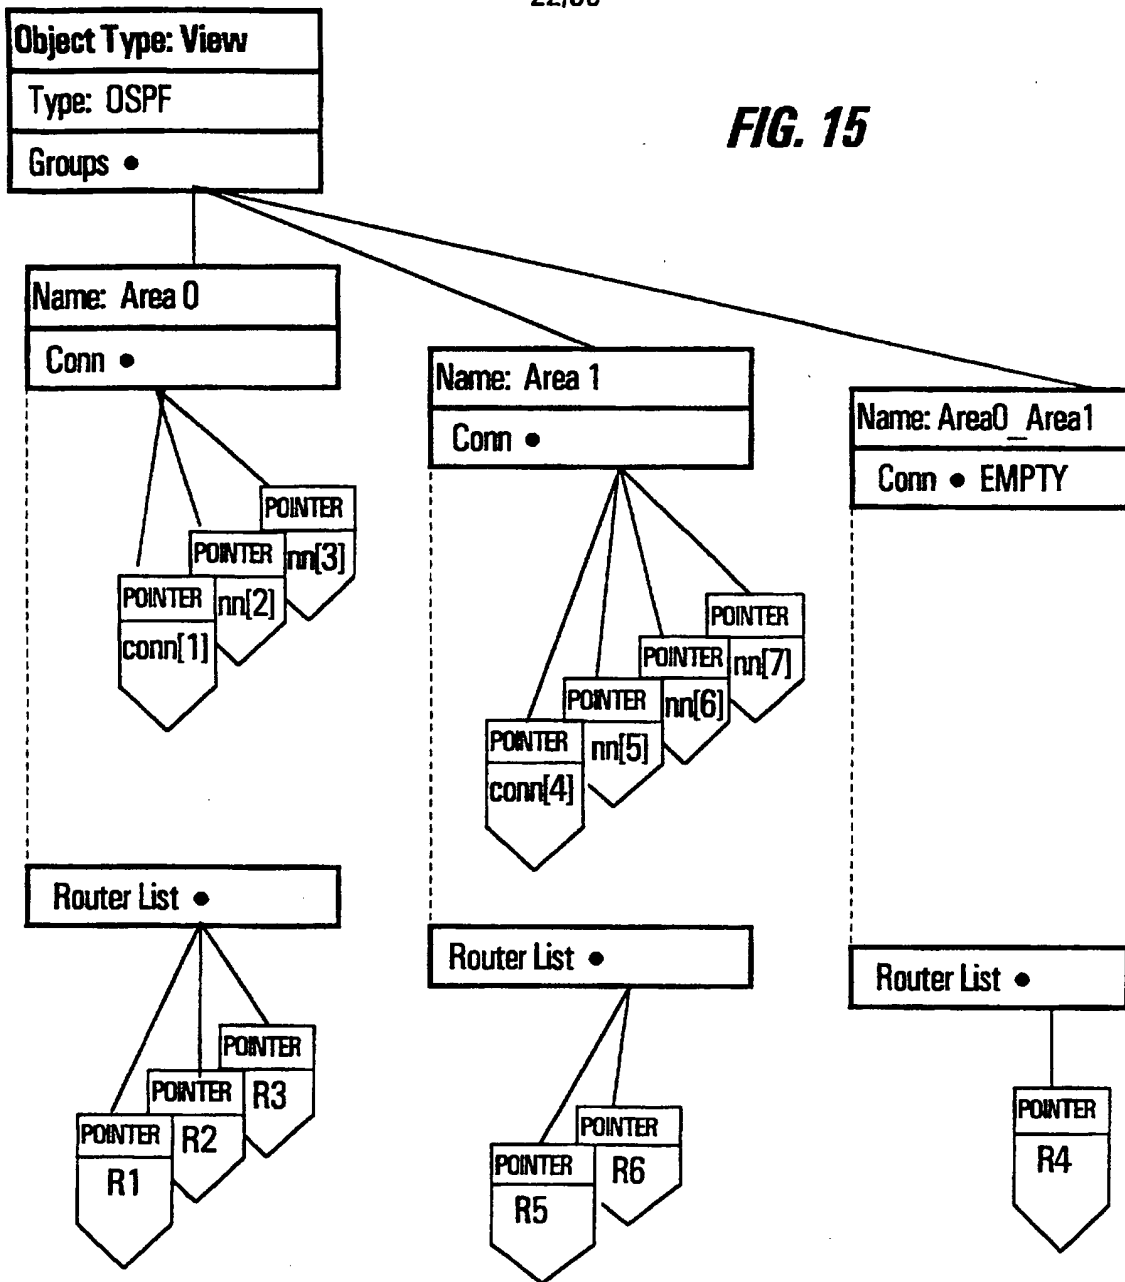 Object Type: View
Type: OSPF
Groups •
FIG. 15
Name: Area 0
Conn •
Name: Area 1
Conn •
Name: Area0_Area1
Conn • EMPTY
POINTER
nn[3]
POINTER
nn[2]
POINTER
conn[1]
POINTER
nn[7]
POINTER
nn[6]
POINTER
nn[5]
POINTER
conn[4]
Router List •
Router List •
Router List •
POINTER
R3
POINTER
R2
POINTER
R1
POINTER
R6
POINTER
R5
POINTER
R4